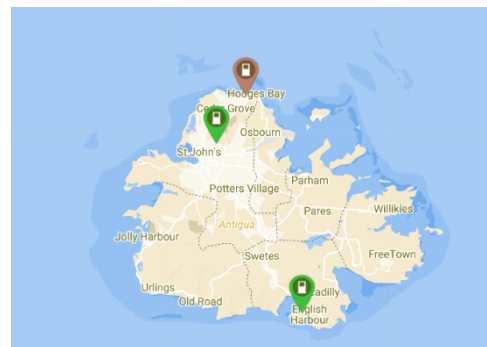 Hodges Bay
Cedar Grove
Osbourn
St John's
Parham
Potters Village
Pares
Willikies
Antigua
Jolly Harbour
Swetes
FreeTown
Urlings
Old Road
English
Harbour